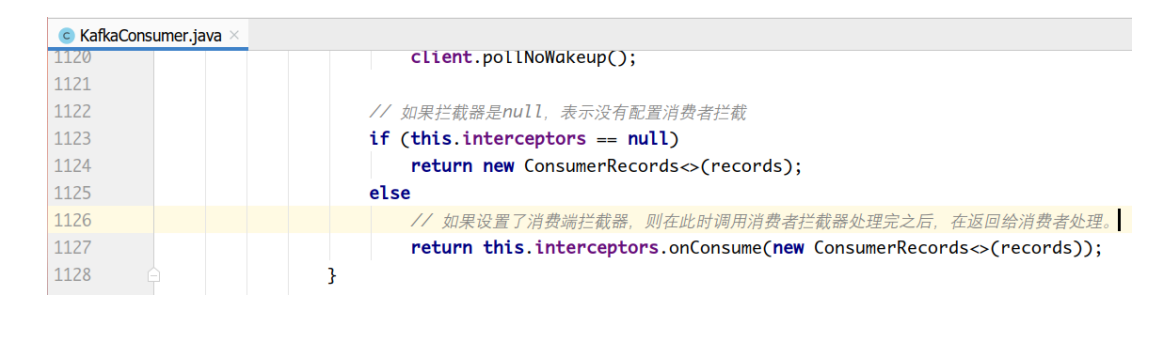 C KafkaConsumer.java ×
1120 client.pollNoWakeup();
1121
1122 // 如果拦截器是null，表示没有配置消费者拦截
1123 if (this.interceptors == null)
1124 return new ConsumerRecords<>(records);
1125 else
1126 // 如果设置了消费端拦截器，则在此时调用消费者拦截器处理完之后，在返回给消费者处理。
1127 return this.interceptors.onConsume(new ConsumerRecords<>(records));
1128 }